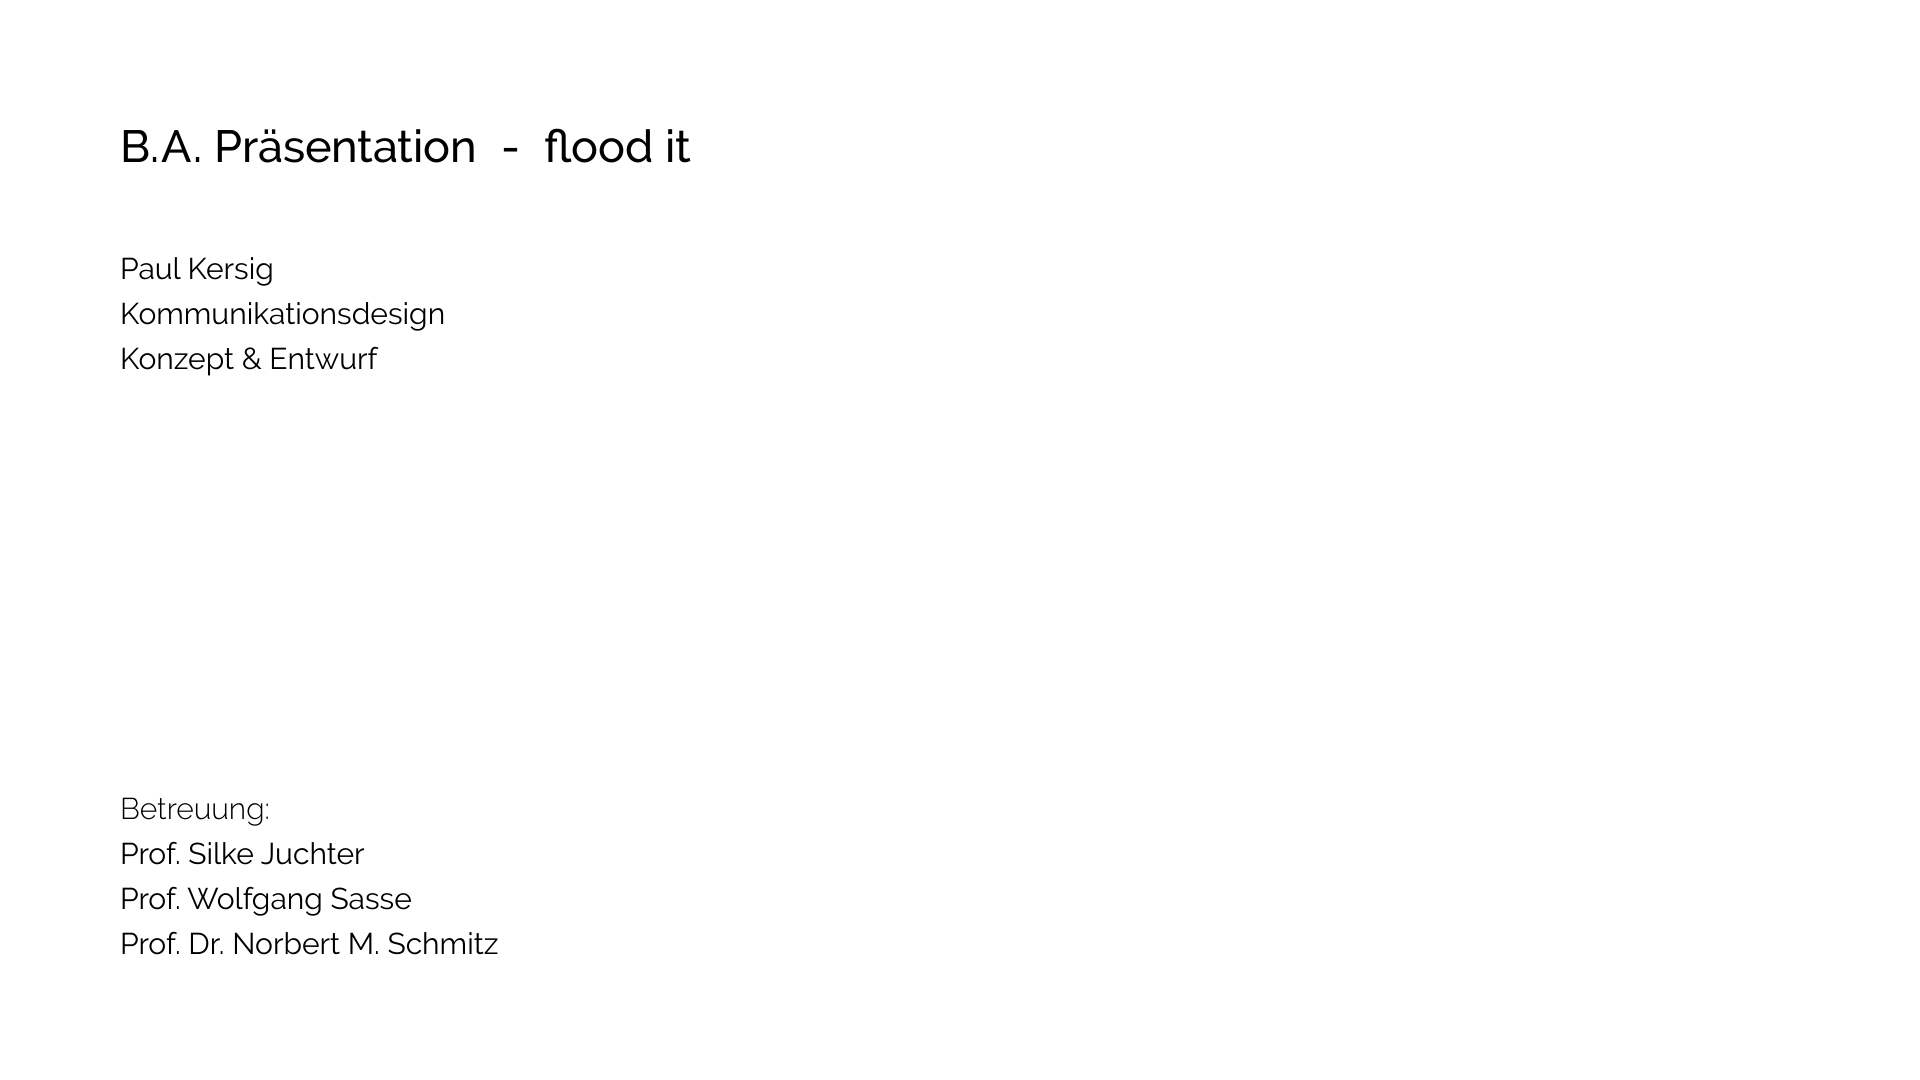 B.A. Präsentation - flood it
Paul Kersig
Kommunikationsdesign
Konzept & Entwurf
Betreuung:
Prof. Silke Juchter
Prof. Wolfgang Sasse
Prof. Dr. Norbert M. Schmitz